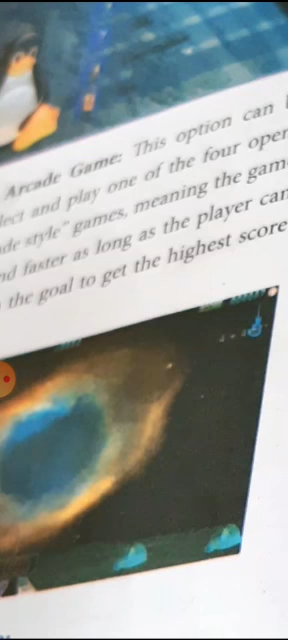 Arcade Game: This option can
lect and play one of the four oper
de style" games, meaning the gam
nd faster as long as the player can
the goal to get the highest score